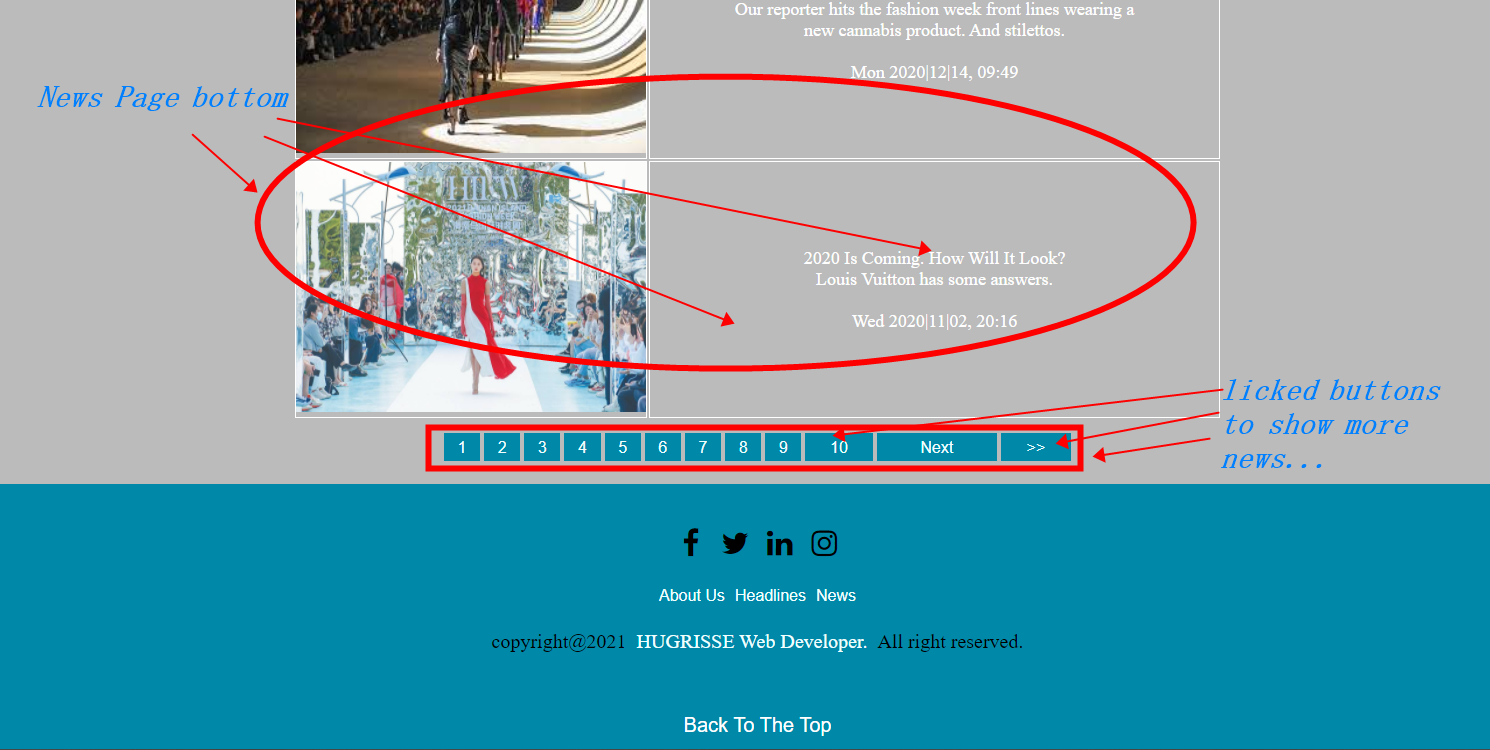 Our reporter hits the fashion week front lines wearing a
new cannabis product. And stilettos.
Mon 2020|12|14, 09:49
News Page bottom
2020 Is Coming. How Will It Look?
Louis Vuitton has some answers.
Wed 2020|11|02, 20:16
licked buttons
to show more
news...
1 2 3 4 5 6 7 8 9 10 Next >>
About Us Headlines News
copyright@2021 HUGRISSE Web Developer. All right reserved.
Back To The Top